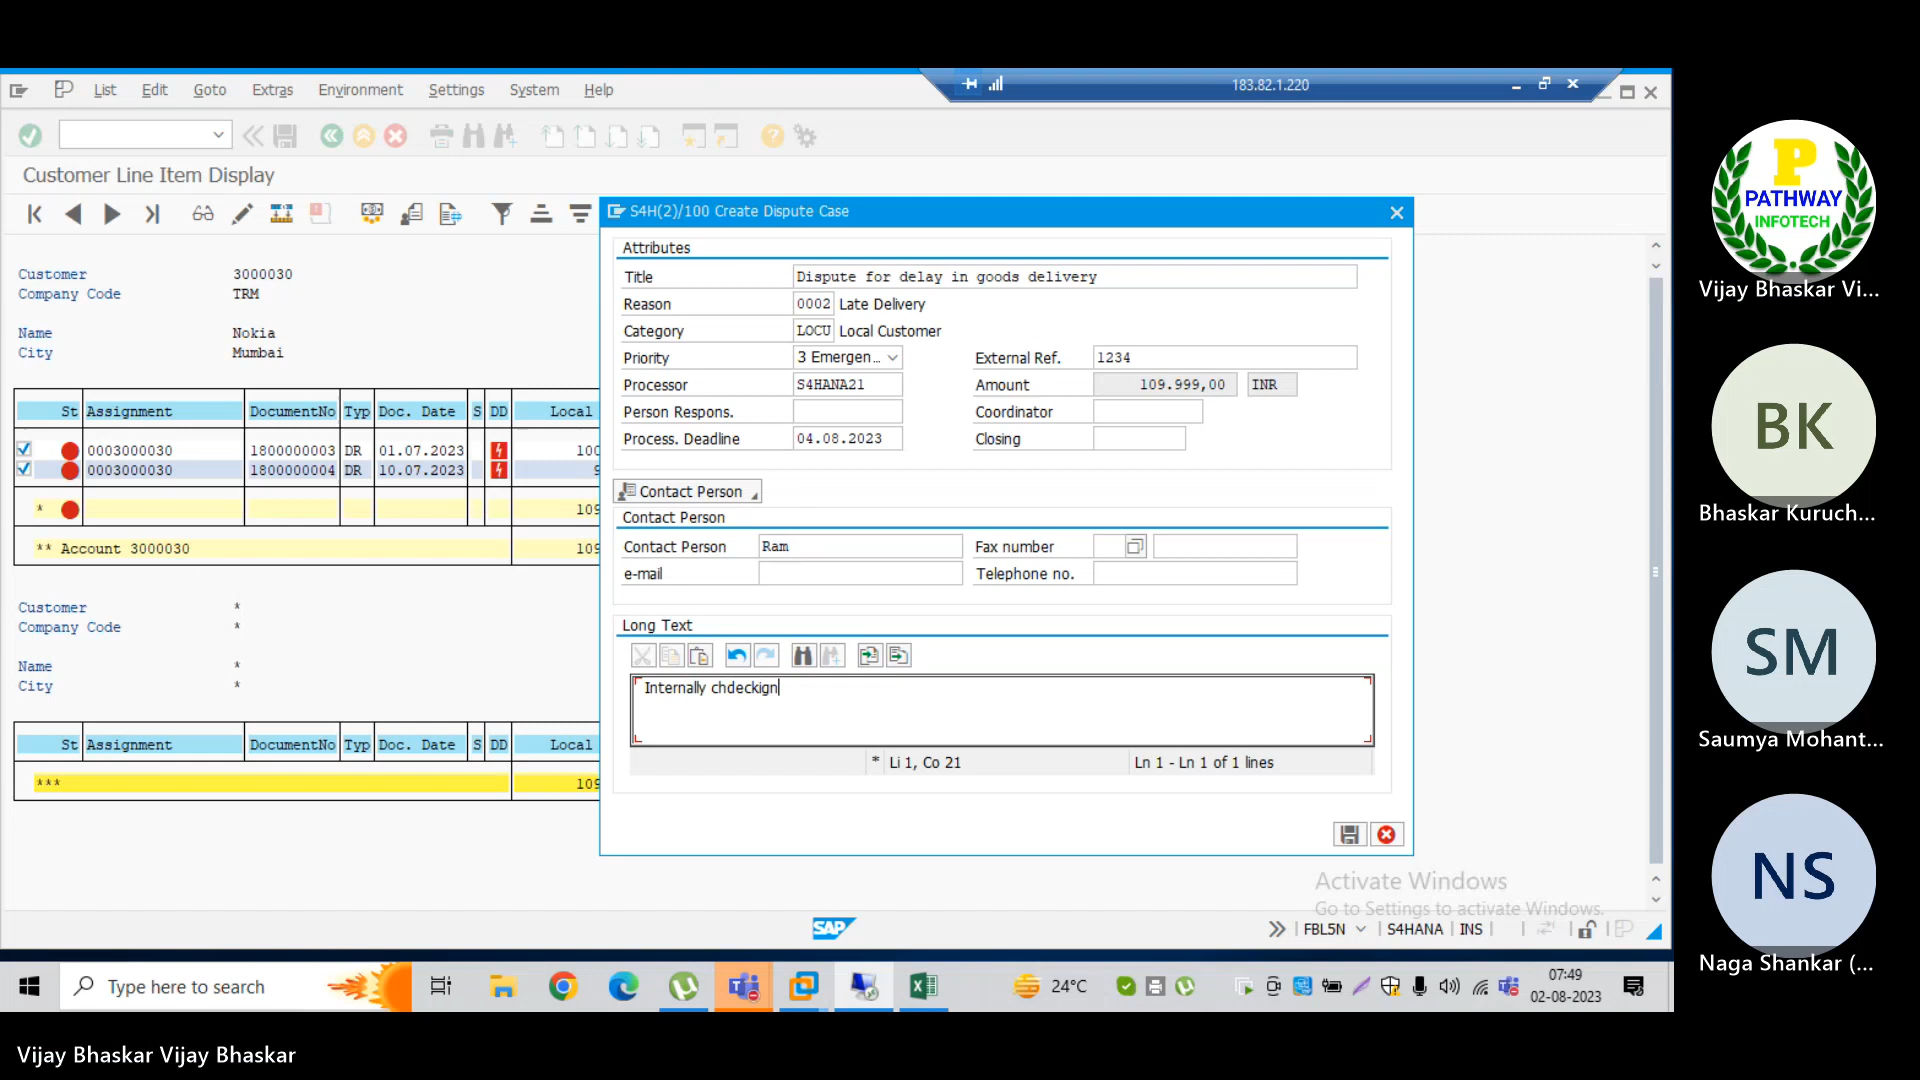 List Edit Goto Extras Environment Settings System Help
183.82.1.220
Customer Line Item Display
Customer 3000030
Company Code TRM
Name Nokia
City Mumbai
St Assignment DocumentNo Typ Doc. Date S DD Local
0003000030 1800000003 DR 01.07.2023 100
0003000030 1800000004 DR 10.07.2023 9
* 109
** Account 3000030 109
Customer *
Company Code *
Name *
City *
St Assignment DocumentNo Typ Doc. Date S DD Local
*** 109
S4H(2)/100 Create Dispute Case
Attributes
Title Dispute for delay in goods delivery
Reason 0002 Late Delivery
Category LOCU Local Customer
Priority 3 Emergen... External Ref. 1234
Processor S4HANA21 Amount 109.999,00 INR
Person Respons. Coordinator
Process. Deadline 04.08.2023 Closing
Contact Person
Contact Person
Contact Person Ram Fax number
e-mail Telephone no.
Long Text
Internally chdeckign
* Li 1, Co 21 Ln 1 - Ln 1 of 1 lines
Activate Windows
Go to Settings to activate Windows.
SAP
FBL5N S4HANA INS
Type here to search
24°C
07:49
02-08-2023
P
PATHWAY
INFOTECH
Vijay Bhaskar Vi...
BK
Bhaskar Kuruch...
SM
Saumya Mohant...
NS
Naga Shankar (...
Vijay Bhaskar Vijay Bhaskar